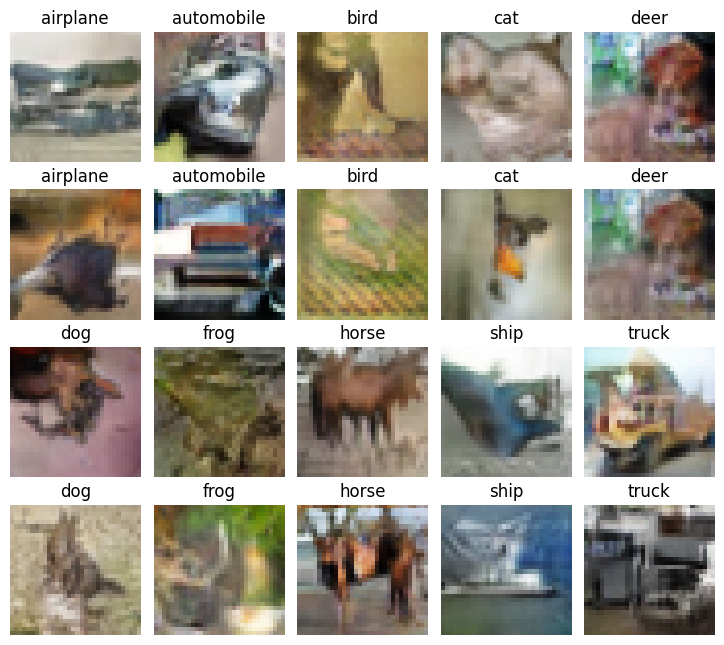 airplane automobile bird cat deer
airplane automobile bird cat deer
dog frog horse ship truck
dog frog horse ship truck